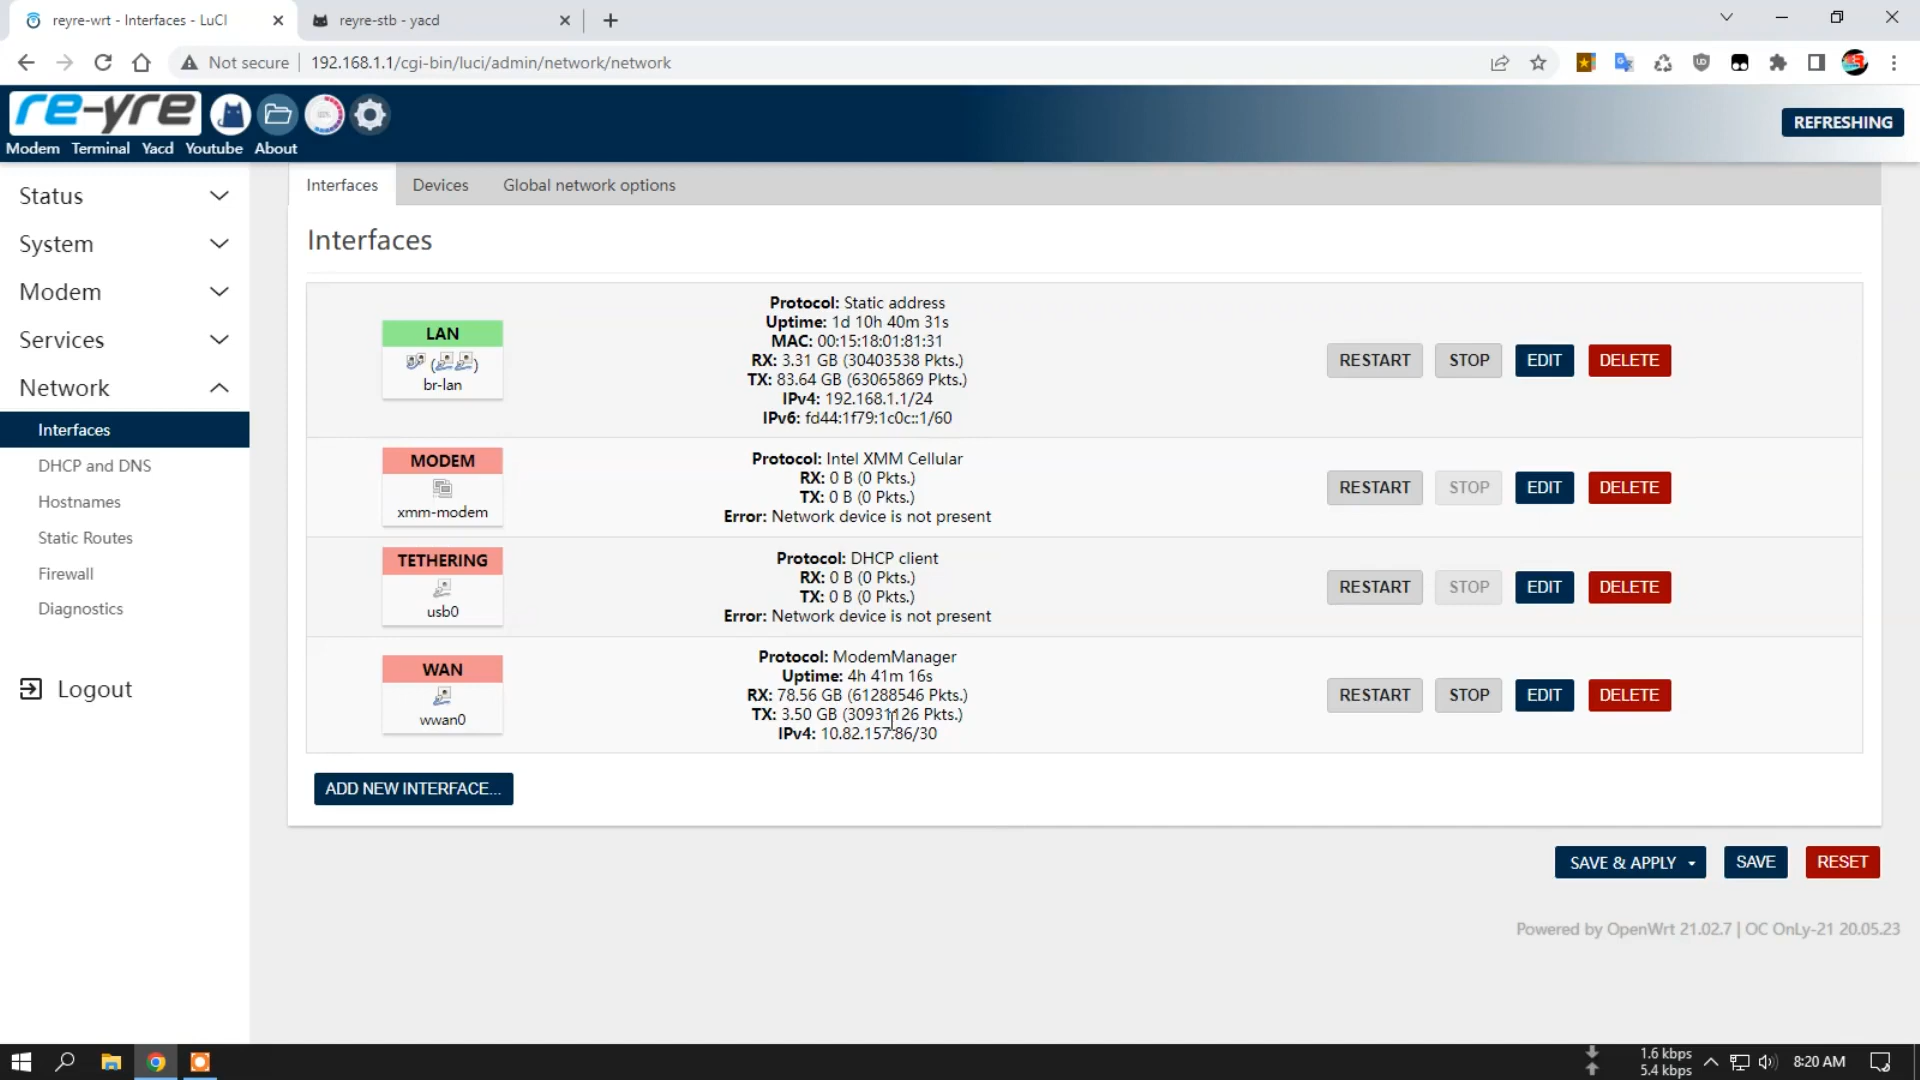 reyre-wrt - Interfaces - LuCI
reyre-stb - yacd
Not secure
192.168.1.1/cgi-bin/luci/admin/network/network
re-yre
REFRESHING
Modem Terminal Yacd Youtube About
Status
System
Modem
Services
Network
Interfaces
DHCP and DNS
Hostnames
Static Routes
Firewall
Diagnostics
Logout
Interfaces Devices Global network options
Interfaces
LAN
br-lan
Protocol: Static address
Uptime: 1d 10h 40m 31s
MAC: 00:15:18:01:81:31
RX: 3.31 GB (30403538 Pkts.)
TX: 83.64 GB (63065869 Pkts.)
IPv4: 192.168.1.1/24
IPv6: fd44:1f79:1c0c::1/60
RESTART STOP EDIT DELETE
MODEM
xmm-modem
Protocol: Intel XMM Cellular
RX: 0 B (0 Pkts.)
TX: 0 B (0 Pkts.)
Error: Network device is not present
RESTART STOP EDIT DELETE
TETHERING
usb0
Protocol: DHCP client
RX: 0 B (0 Pkts.)
TX: 0 B (0 Pkts.)
Error: Network device is not present
RESTART STOP EDIT DELETE
WAN
wwan0
Protocol: ModemManager
Uptime: 4h 41m 16s
RX: 78.56 GB (61288546 Pkts.)
TX: 3.50 GB (30931126 Pkts.)
IPv4: 10.82.157.86/30
RESTART STOP EDIT DELETE
ADD NEW INTERFACE...
SAVE & APPLY SAVE RESET
Powered by OpenWrt 21.02.7 | OC OnLy-21 20.05.23
1.6 kbps
5.4 kbps
8:20 AM